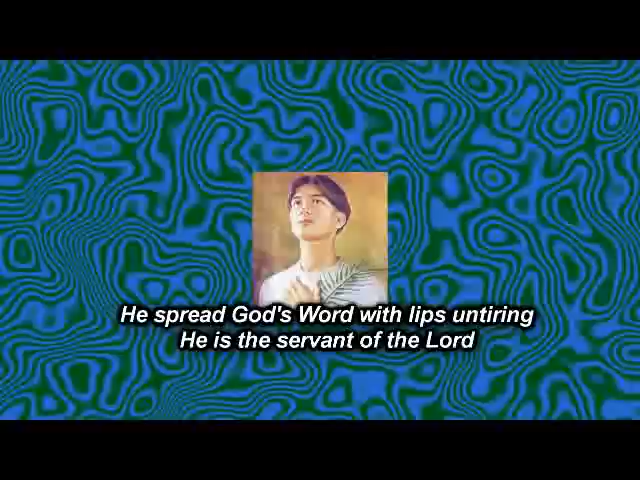 He spread God's Word with lips untiring
He is the servant of the Lord